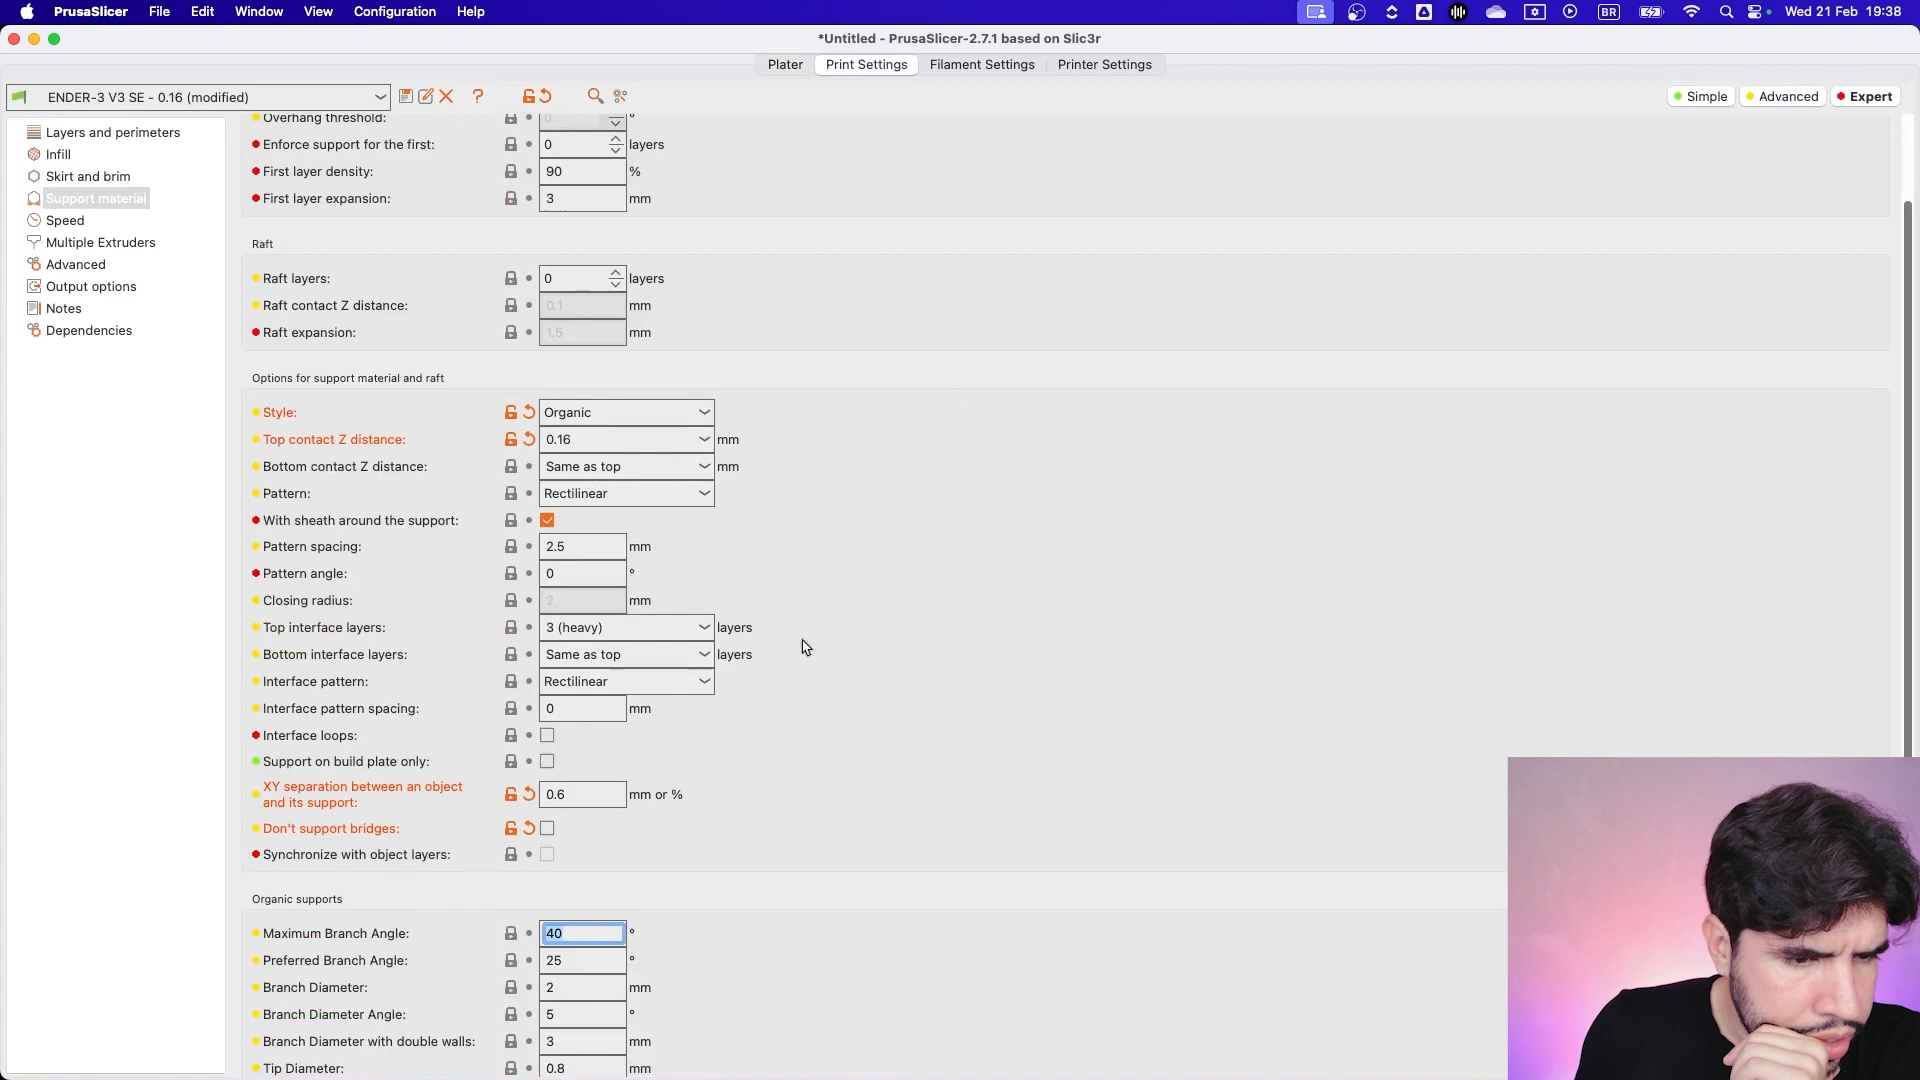 PrusaSlicer File Edit Window View Configuration Help BR Wed 21 Feb 19:38
*Untitled - PrusaSlicer-2.7.1 based on Slic3r
Plater Print Settings Filament Settings Printer Settings
ENDER-3 V3 SE - 0.16 (modified) ? Simple Advanced Expert
Layers and perimeters
Infill
Skirt and brim
Support material
Speed
Multiple Extruders
Advanced
Output options
Notes
Dependencies
Overhang threshold: 0 °
Enforce support for the first: 0 layers
First layer density: 90 %
First layer expansion: 3 mm
Raft
Raft layers: 0 layers
Raft contact Z distance: 0.1 mm
Raft expansion: 1.5 mm
Options for support material and raft
Style: Organic
Top contact Z distance: 0.16 mm
Bottom contact Z distance: Same as top mm
Pattern: Rectilinear
With sheath around the support:
Pattern spacing: 2.5 mm
Pattern angle: 0 °
Closing radius: 2 mm
Top interface layers: 3 (heavy) layers
Bottom interface layers: Same as top layers
Interface pattern: Rectilinear
Interface pattern spacing: 0 mm
Interface loops:
Support on build plate only:
XY separation between an object
and its support: 0.6 mm or %
Don't support bridges:
Synchronize with object layers:
Organic supports
Maximum Branch Angle: 40 °
Preferred Branch Angle: 25 °
Branch Diameter: 2 mm
Branch Diameter Angle: 5 °
Branch Diameter with double walls: 3 mm
Tip Diameter: 0.8 mm